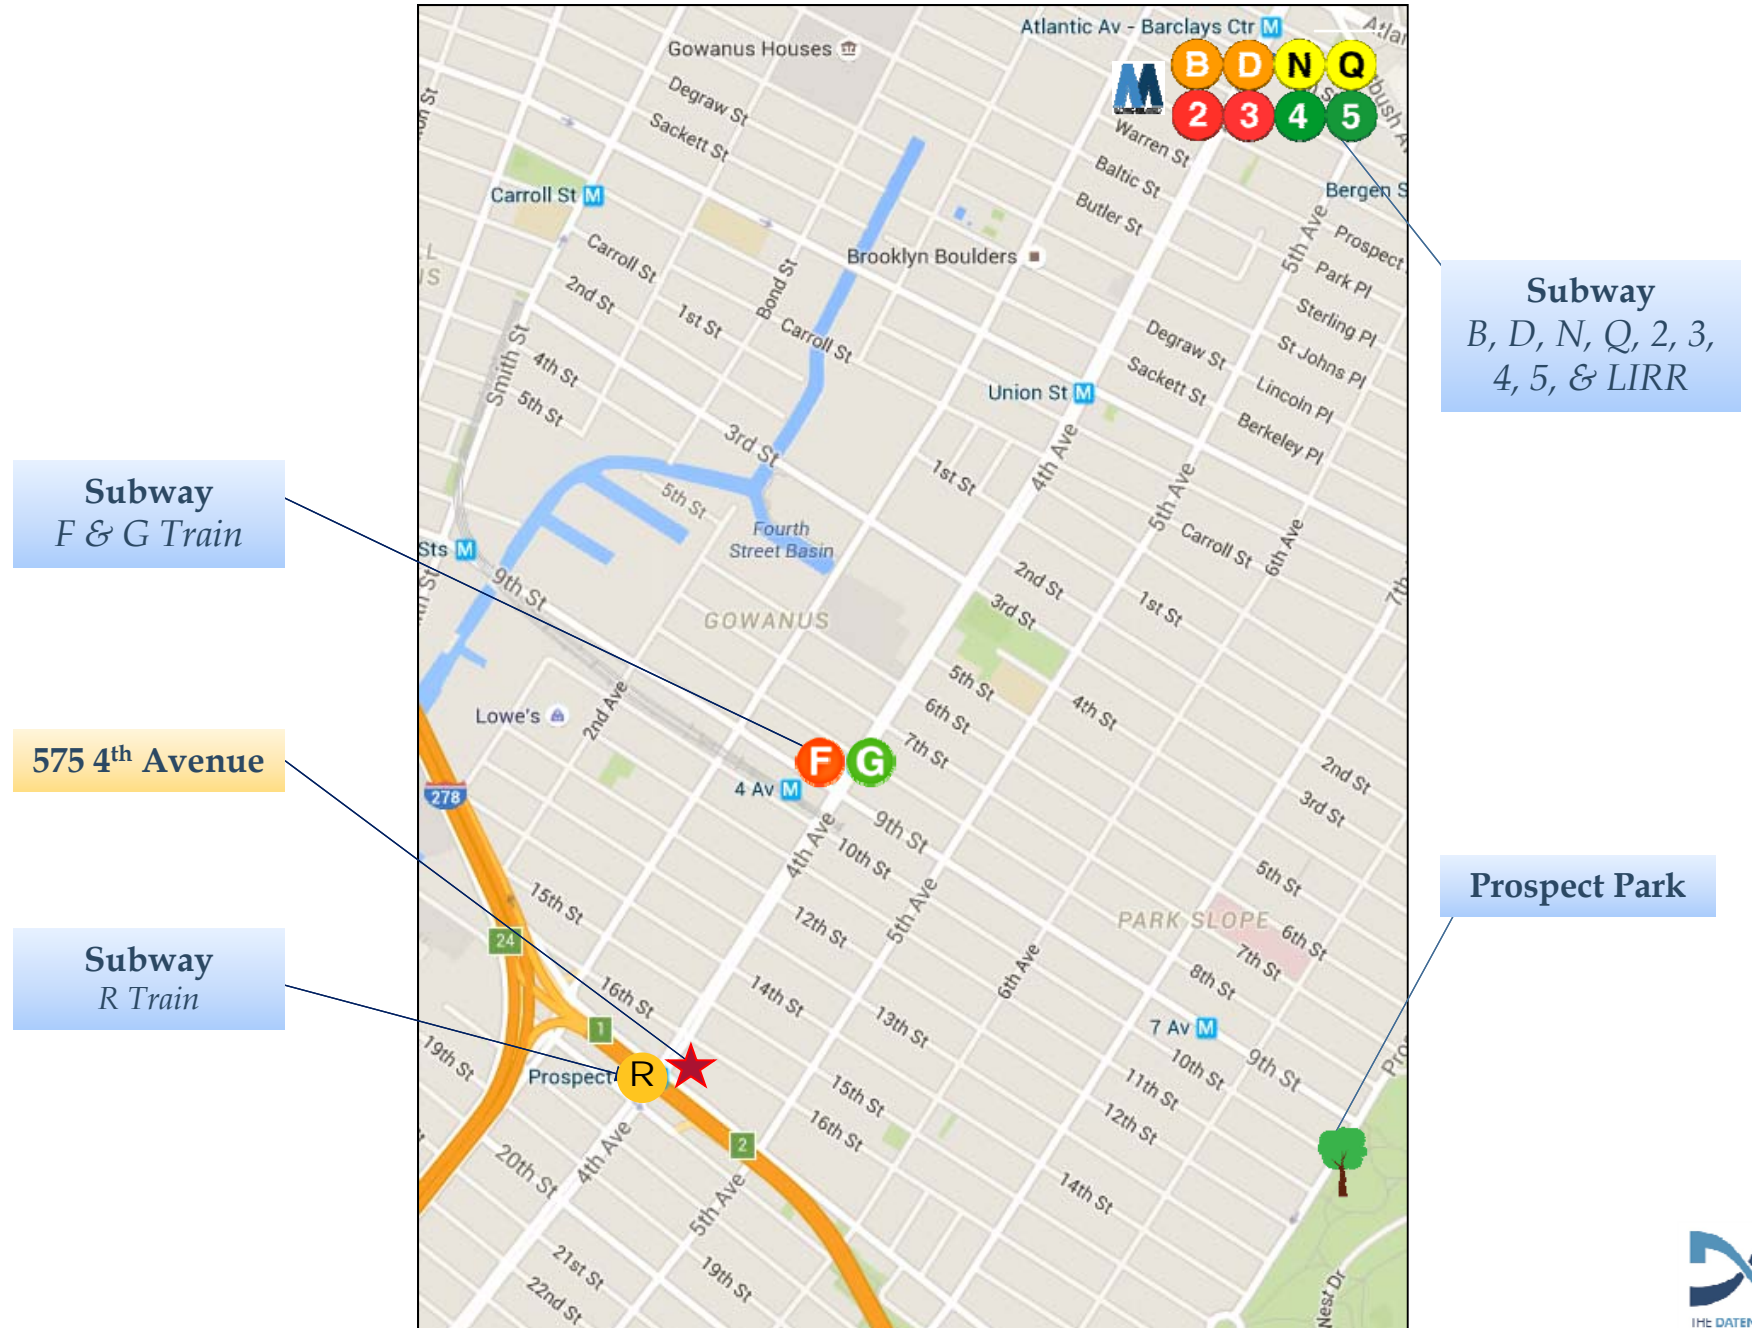 Atlantic Av - Barclays Ctr M
Gowanus Houses
B D N Q
2 3 4 5
Degraw St
Sackett St
Warren St
Baltic St
Butler St
Carroll St M
Bergen S
5th Ave
Prospect
Park Pl
Sterling Pl
St Johns Pl
Lincoln Pl
Berkeley Pl
Brooklyn Boulders
Carroll St
2nd St
1st St
Bond St
Carroll St
Smith St
4th St
5th St
Degraw St
Sackett St
Union St M
3rd St
4th Ave
1st St
5th Ave
5th St
Fourth
Street Basin
Carroll St
6th Ave
7th
Sts M
9th St
GOWANUS
2nd St
3rd St
1st St
5th St
4th St
6th St
7th St
Lowe's
2nd Ave
F G
4 Av M
278
2nd St
3rd St
9th St
4th Ave
10th St
5th Ave
5th St
15th St
12th St
PARK SLOPE
6th St
7th St
24
6th Ave
8th St
16th St
14th St
13th St
1
7 Av M
9th St
10th St
19th St
Prospect
R
15th St
11th St
16th St
12th St
2
4th Ave
20th St
5th Ave
14th St
21st St
19th St
22nd St
Nest Dr
Subway
B, D, N, Q, 2, 3,
4, 5, & LIRR
Subway
F & G Train
575 4th Avenue
Subway
R Train
Prospect Park
THE DATEN